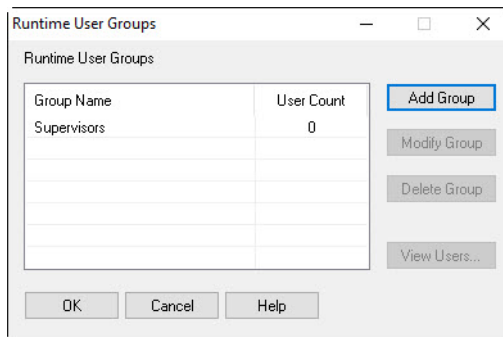 Runtime User Groups
Runtime User Groups
Group Name User Count Add Group
Supervisors 0
Modify Group
Delete Group
View Users...
OK Cancel Help